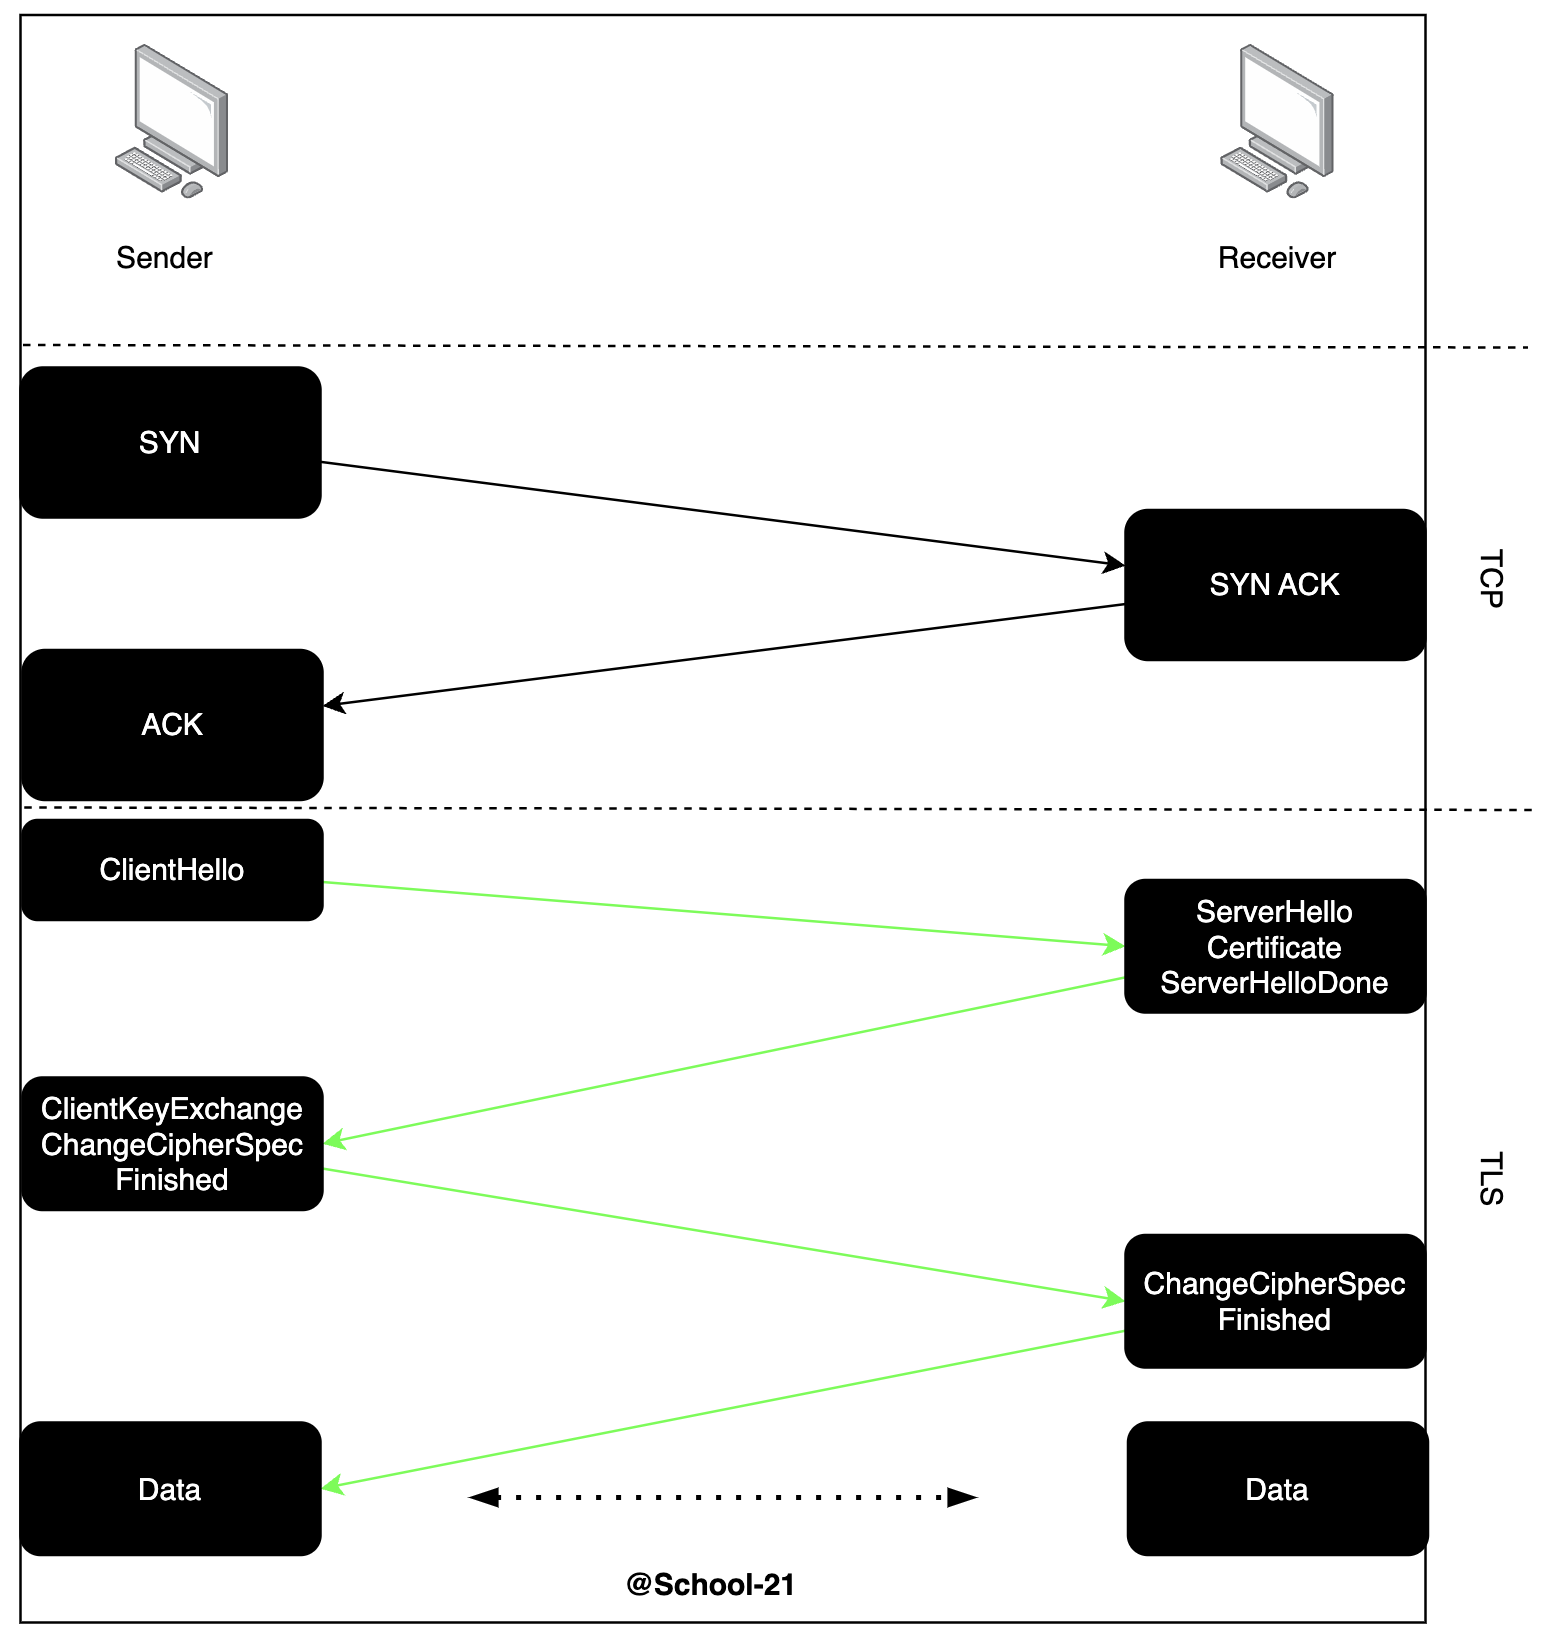 Sender
Receiver
SYN
SYN ACK
TCP
ACK
ClientHello
ServerHello
Certificate
ServerHelloDone
ClientKeyExchange
ChangeCipherSpec
Finished
TLS
ChangeCipherSpec
Finished
Data
Data
@School-21